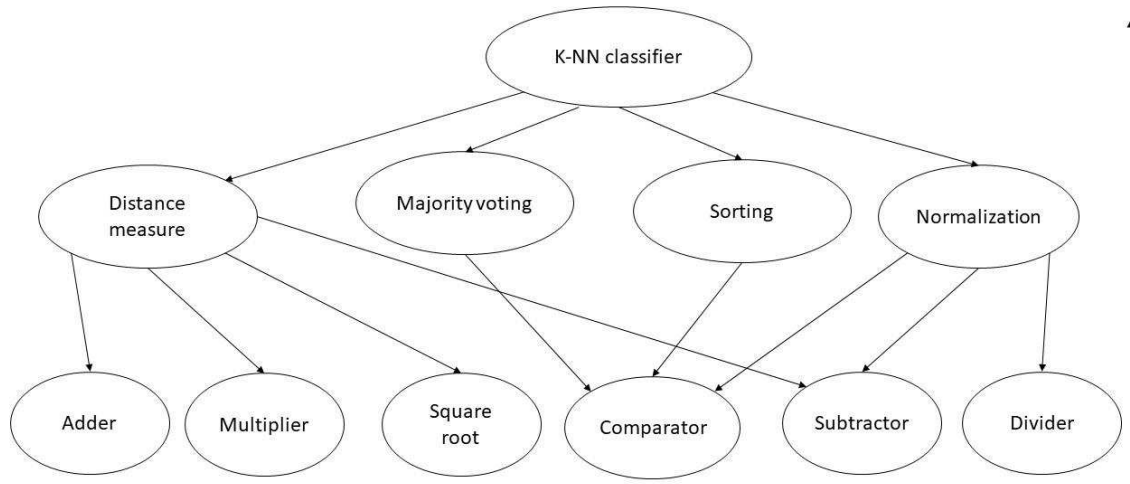 K-NN classifier
Distance
measure
Majority voting
Sorting
Normalization
Adder
Multiplier
Square
root
Comparator
Subtractor
Divider